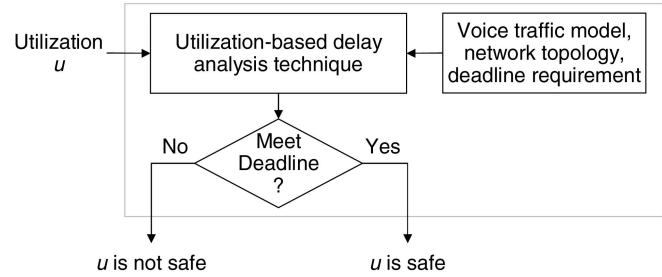 Utilization
u
Utilization-based delay
analysis technique
Voice traffic model,
network topology,
deadline requirement
No
Meet
Deadline
?
Yes
u is not safe
u is safe